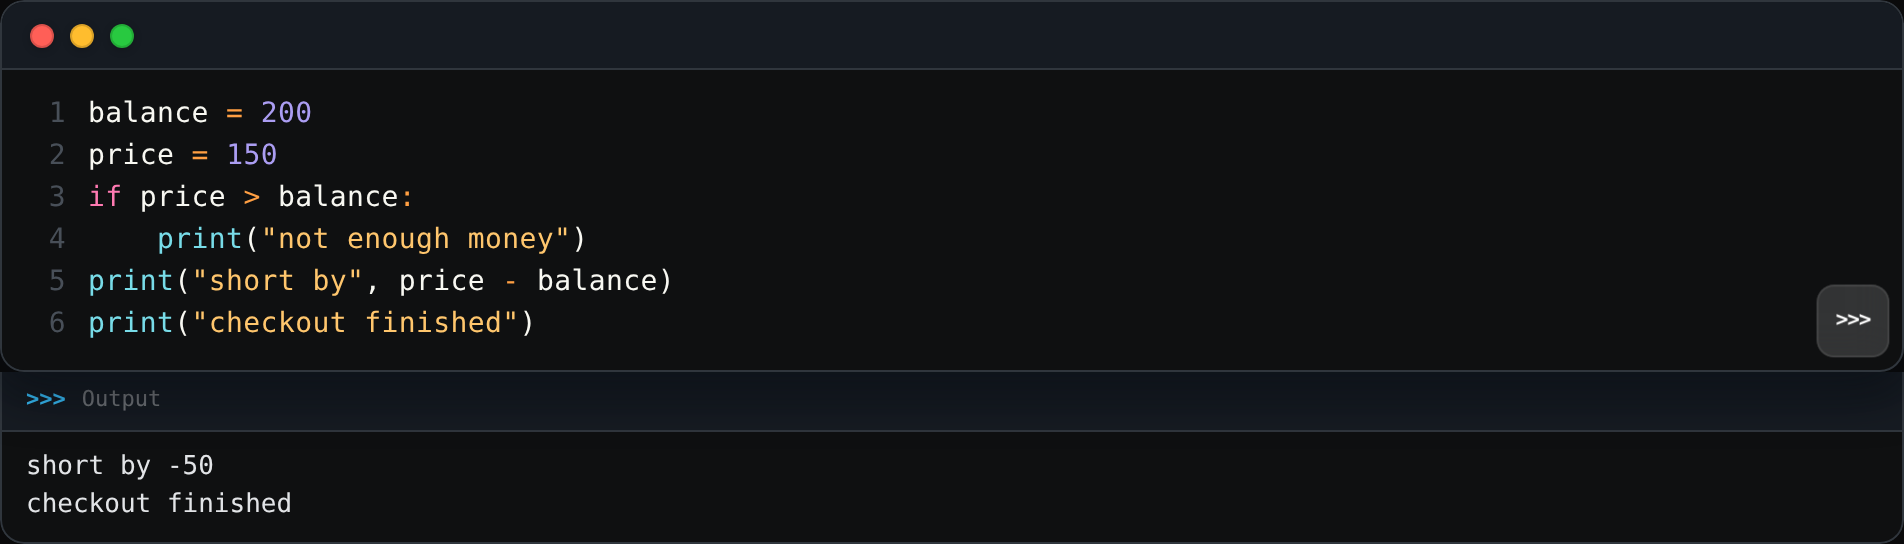 1 balance = 200
2 price = 150
3 if price > balance:
4     print("not enough money")
5 print("short by", price - balance)
6 print("checkout finished")
>>>
>>> Output
short by -50
checkout finished